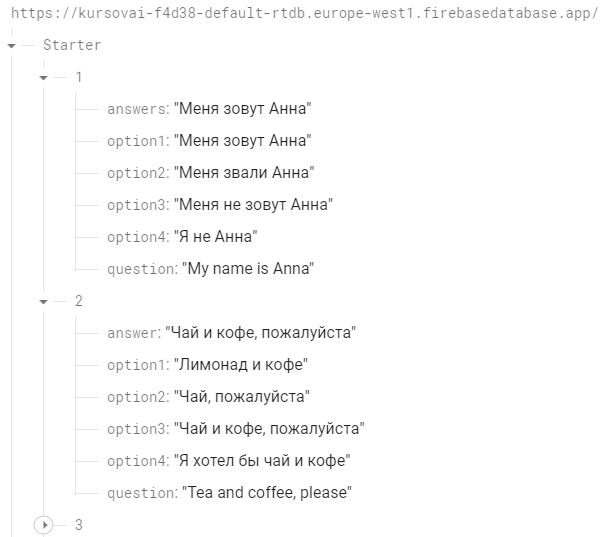 https://kursovai-f4d38-default-rtdb.europe-west1.firebasedatabase.app/
Starter
1
answers: "Меня зовут Анна"
option1: "Меня зовут Анна"
option2: "Меня звали Анна"
option3: "Меня не зовут Анна"
option4: "Я не Анна"
question: "My name is Anna"
2
answer: "Чай и кофе, пожалуйста"
option1: "Лимонад и кофе"
option2: "Чай, пожалуйста"
option3: "Чай и кофе, пожалуйста"
option4: "Я хотел бы чай и кофе"
question: "Tea and coffee, please"
3